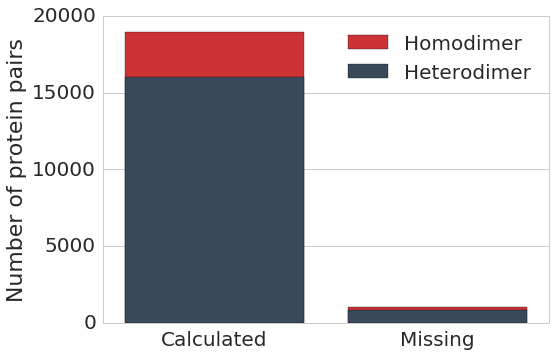 Number of protein pairs
20000
15000
10000
5000
0
Homodimer
Heterodimer
Calculated
Missing